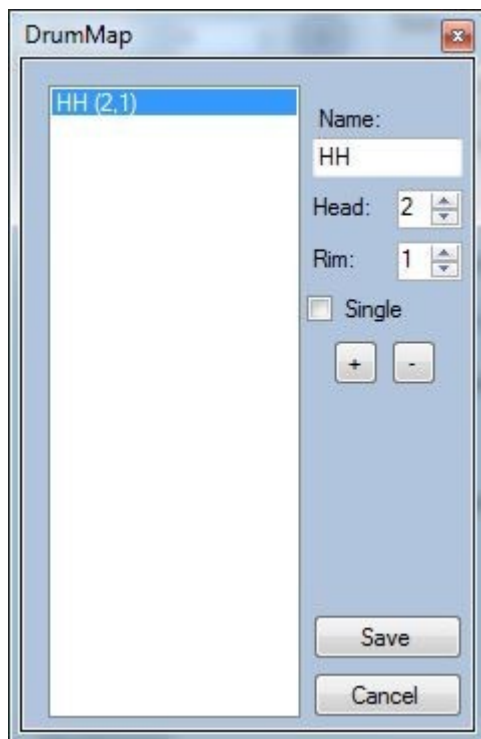 DrumMap
HH (2,1)
Name:
HH
Head: 2
Rim: 1
Single
+ -
Save
Cancel